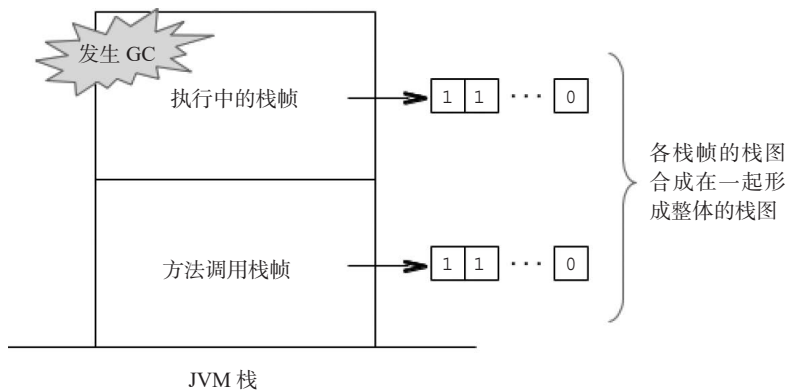 发生 GC
执行中的栈帧
1 1 ··· 0
各栈帧的栈图
合成在一起形
成整体的栈图
方法调用栈帧
1 1 ··· 0
JVM 栈